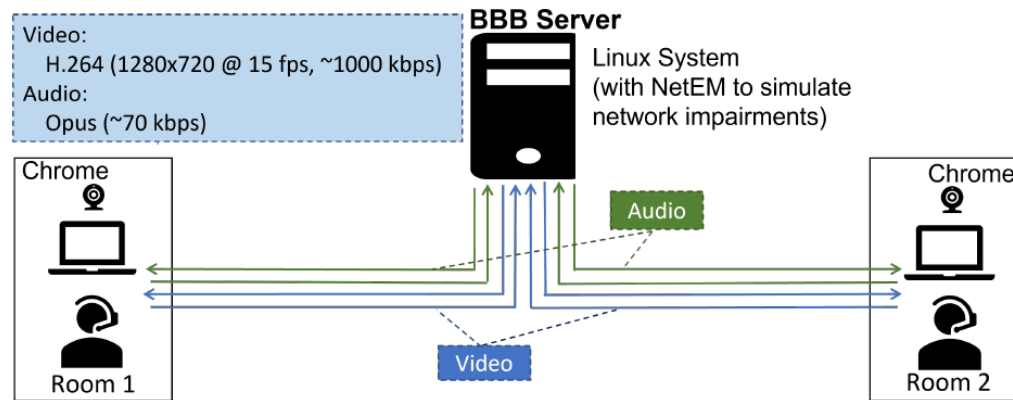 BBB Server
Video:
H.264 (1280x720 @ 15 fps, ~1000 kbps)
Audio:
Opus (~70 kbps)
Linux System
(with NetEM to simulate
network impairments)
Chrome
Chrome
Audio
Video
Room 1
Room 2